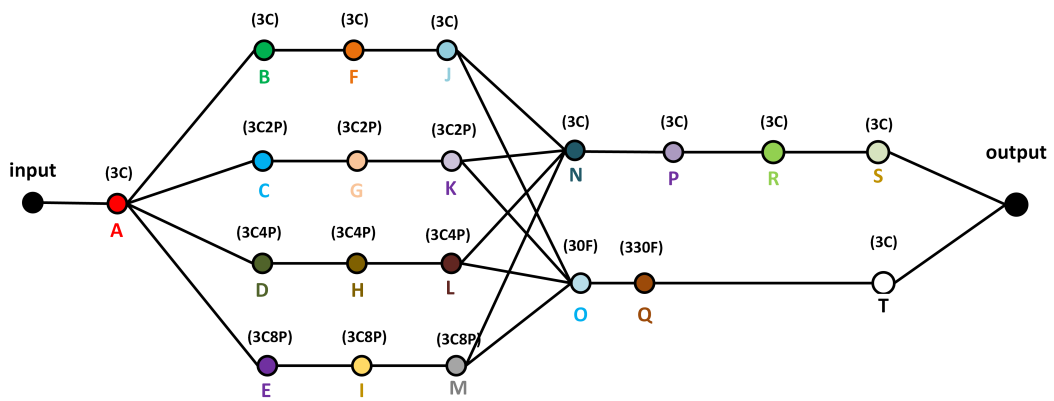 (3C) (3C) (3C)
B F J
(3C2P) (3C2P) (3C2P)
(3C) (3C) (3C) (3C)
input
output
(3C)
C G K
N P R S
A
(3C4P) (3C4P) (3C4P)
(30F) (330F) (3C)
D H L
O Q T
(3C8P) (3C8P) (3C8P)
E I M